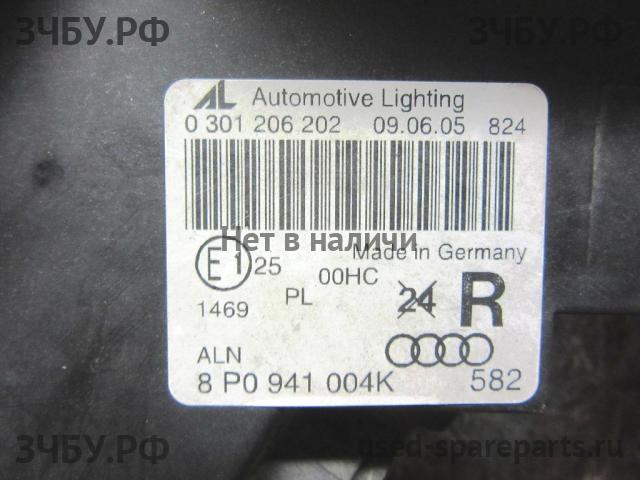 ЗЧБУ.РФ
ЗЧБУ.РФ
AL Automotive Lighting
0 301 206 202 09.06.05 824
Нет в наличи
Made in Germany
E1 25
00HC
PL
24 R
1469
ALN
8 P0 941 004K 582
ЗЧБУ.РФ
used-spareparts.ru